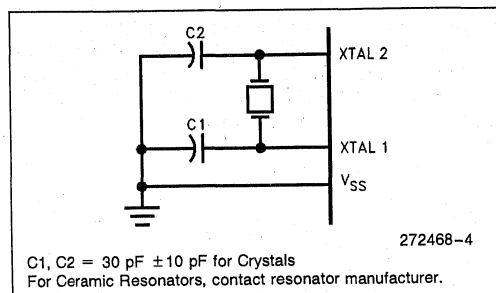 C2
XTAL 2
C1
XTAL 1
VSS
272468–4
C1, C2 = 30 pF ±10 pF for Crystals
For Ceramic Resonators, contact resonator manufacturer.